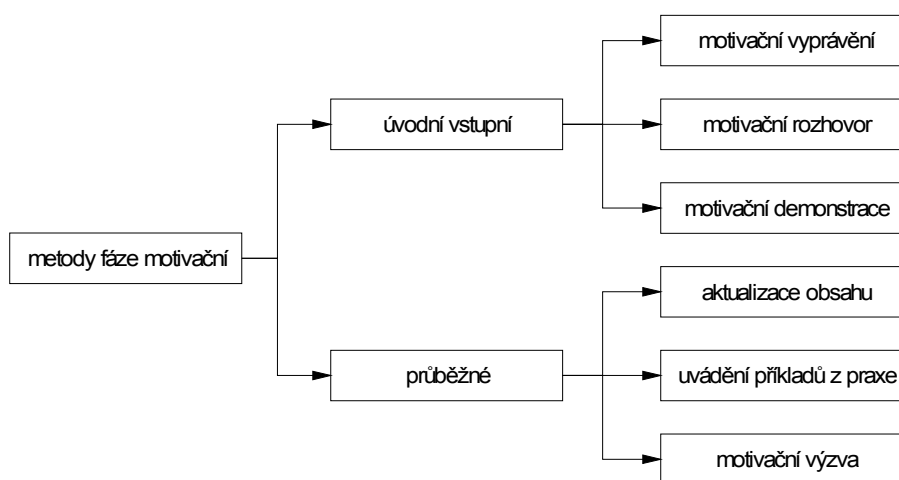 motivační vyprávění
úvodní vstupní
motivační rozhovor
motivační demonstrace
metody fáze motivační
aktualizace obsahu
průběžné
uvádění příkladů z praxe
motivační výzva